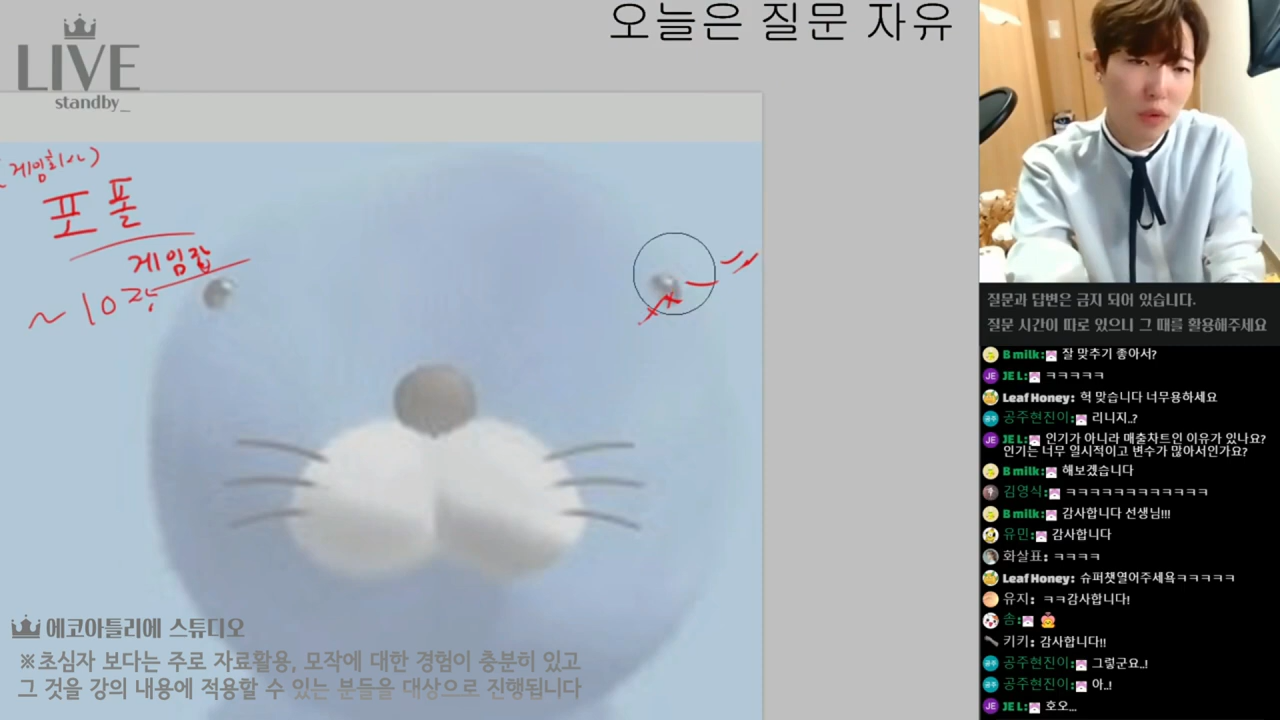 오늘은 질문 자유
LIVE
standby_
(게임회사)
포폴
게임잡
~10장
에코아틀리에 스튜디오
※초심자 보다는 주로 자료활용, 모작에 대한 경험이 충분히 있고
그 것을 강의 내용에 적용할 수 있는 분들을 대상으로 진행됩니다
질문과 답변은 금지 되어 있습니다.
질문 시간이 따로 있으니 그 때를 활용해주세요
B milk: 잘 맞추기 좋아서?
JE L: ㅋㅋㅋㅋㅋ
Leaf Honey: 헉 맞습니다 너무용하세요
공주현진이: 리니지..?
JE L: 인기가 아니라 매출차트인 이유가 있나요?
인기는 너무 일시적이고 변수가 많아서인가요?
B milk: 해보겠습니다
김영식: ㅋㅋㅋㅋㅋㅋㅋㅋㅋㅋㅋㅋ
B milk: 감사합니다 선생님!!!
유민: 감사합니다
화살표: ㅋㅋㅋㅋ
Leaf Honey: 슈퍼챗열어주세욬ㅋㅋㅋㅋㅋ
유지: ㅋㅋ감사합니다!
솜:
키키: 감사합니다!!
공주현진이: 그렇군요..!
공주현진이: 아..!
JE L: 호오...